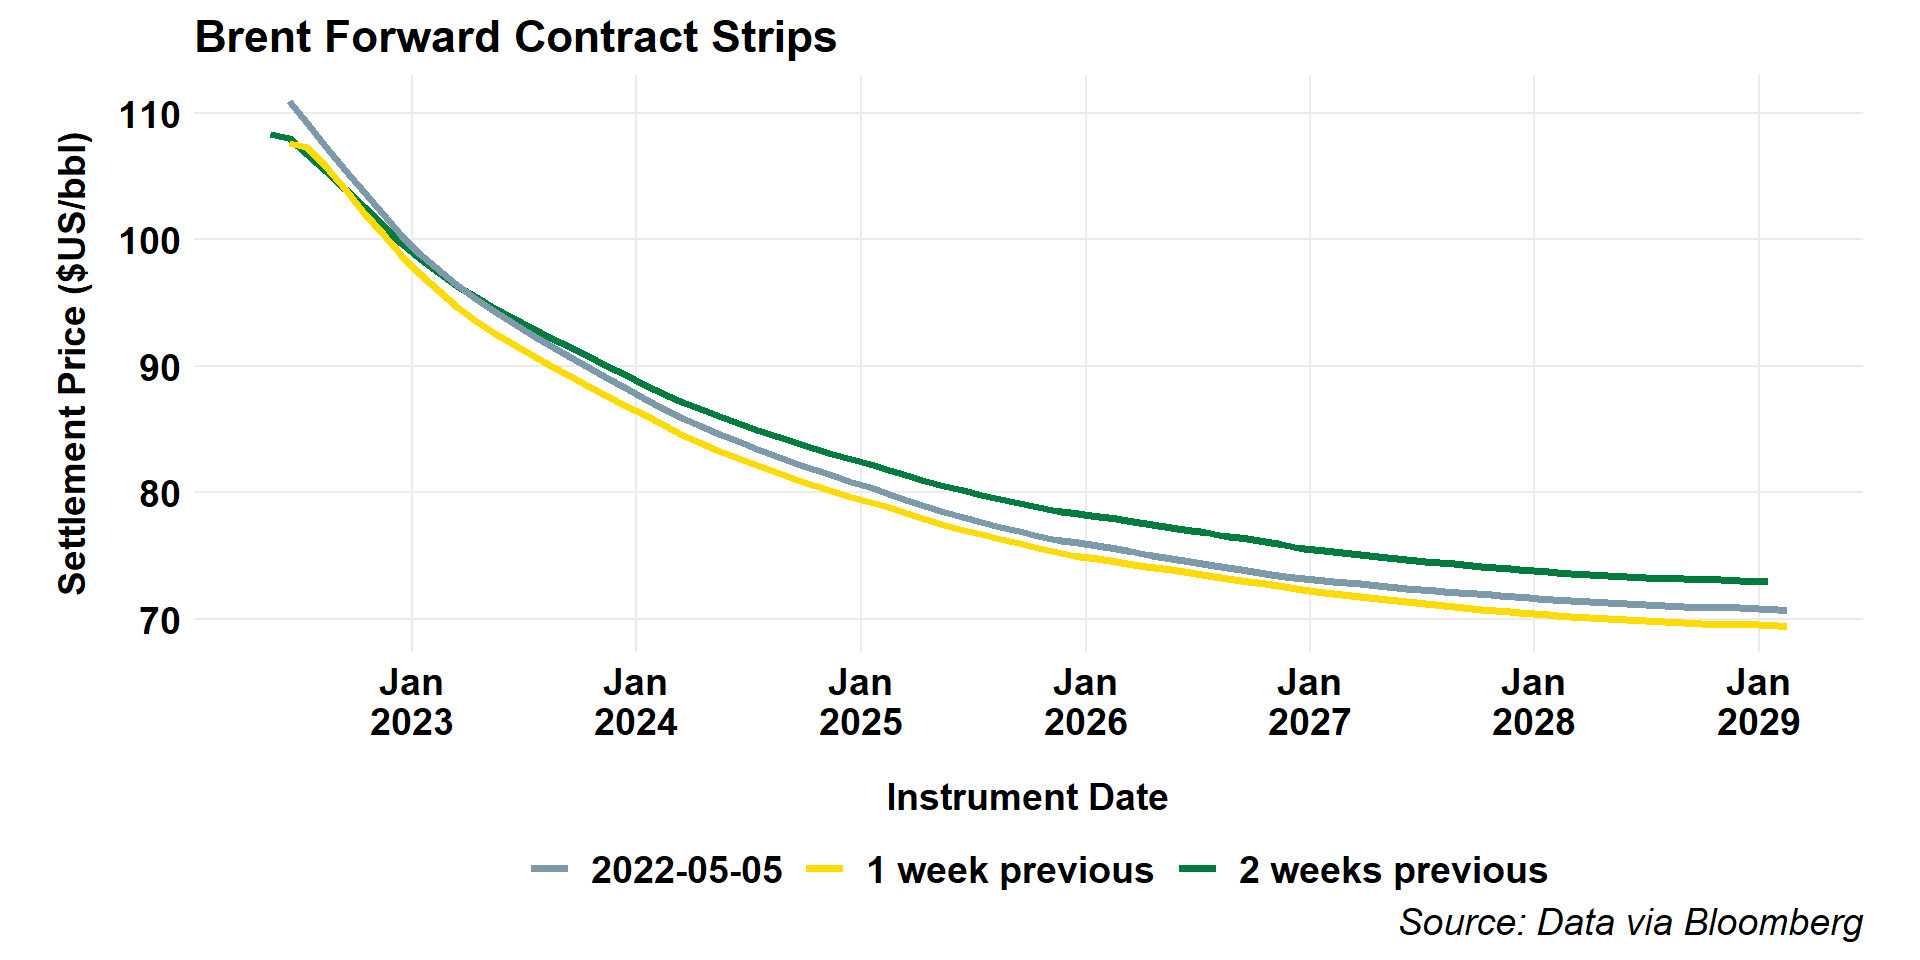 Brent Forward Contract Strips
Settlement Price ($US/bbl)
110
100
90
80
70
Jan 2023
Jan 2024
Jan 2025
Jan 2026
Jan 2027
Jan 2028
Jan 2029
Instrument Date
2022-05-05 1 week previous 2 weeks previous
Source: Data via Bloomberg